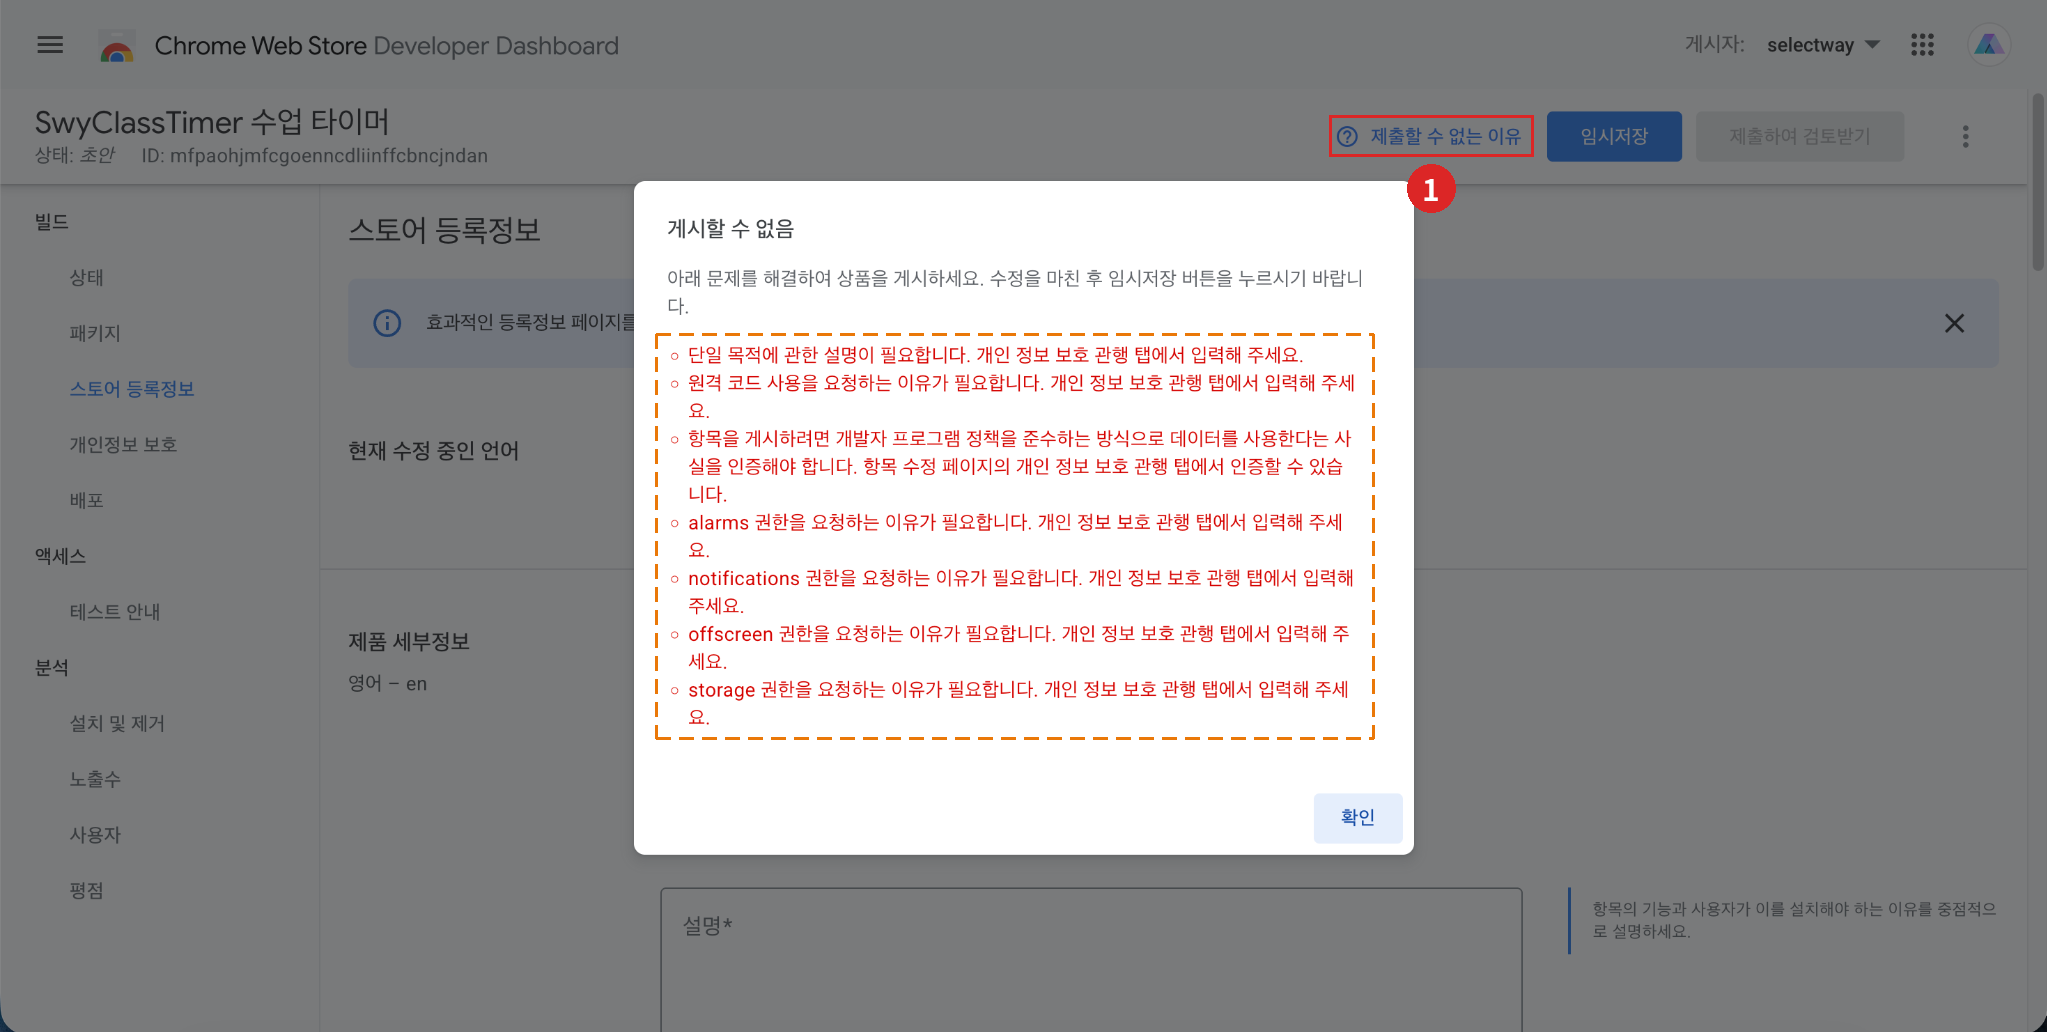 Chrome Web Store Developer Dashboard
게시자: selectway
SwyClassTimer 수업 타이머
상태: 초안 ID: mfpaohjmfcgoenncdliinffcbncjndan
제출할 수 없는 이유
임시저장
제출하여 검토받기
1
빌드
상태
패키지
스토어 등록정보
개인정보 보호
배포
액세스
테스트 안내
분석
설치 및 제거
노출수
사용자
평점
스토어 등록정보
효과적인 등록정보 페이지를
현재 수정 중인 언어
제품 세부정보
영어 – en
게시할 수 없음
아래 문제를 해결하여 상품을 게시하세요. 수정을 마친 후 임시저장 버튼을 누르시기 바랍니
다.
단일 목적에 관한 설명이 필요합니다. 개인 정보 보호 관행 탭에서 입력해 주세요.
원격 코드 사용을 요청하는 이유가 필요합니다. 개인 정보 보호 관행 탭에서 입력해 주세
요.
항목을 게시하려면 개발자 프로그램 정책을 준수하는 방식으로 데이터를 사용한다는 사
실을 인증해야 합니다. 항목 수정 페이지의 개인 정보 보호 관행 탭에서 인증할 수 있습
니다.
alarms 권한을 요청하는 이유가 필요합니다. 개인 정보 보호 관행 탭에서 입력해 주세
요.
notifications 권한을 요청하는 이유가 필요합니다. 개인 정보 보호 관행 탭에서 입력해
주세요.
offscreen 권한을 요청하는 이유가 필요합니다. 개인 정보 보호 관행 탭에서 입력해 주
세요.
storage 권한을 요청하는 이유가 필요합니다. 개인 정보 보호 관행 탭에서 입력해 주세
요.
확인
설명*
항목의 기능과 사용자가 이를 설치해야 하는 이유를 중점적으
로 설명하세요.